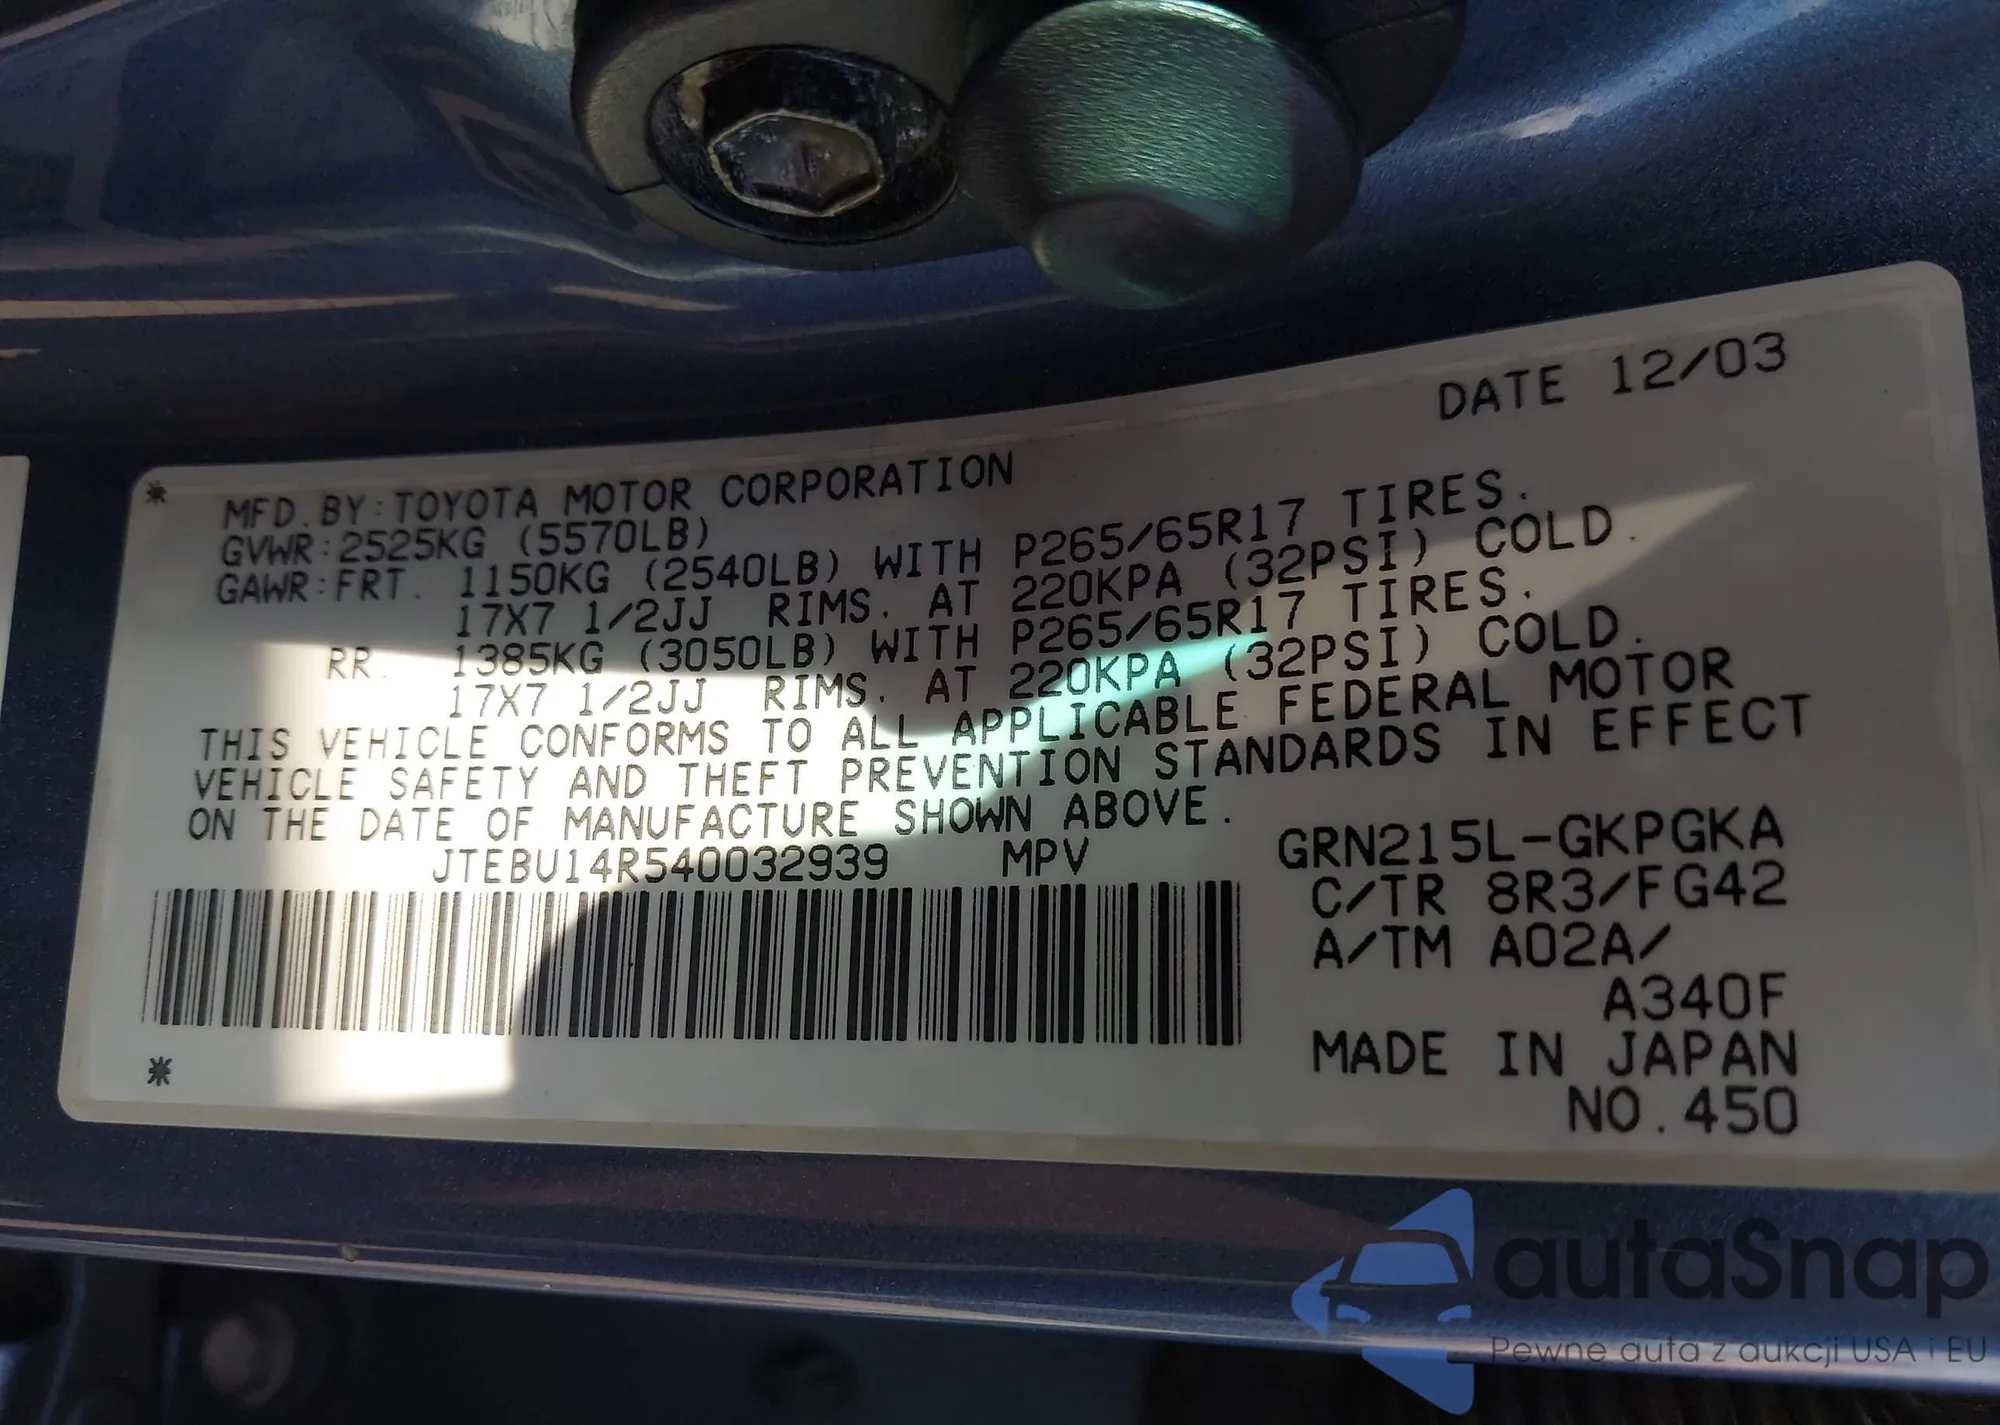 DATE 12/03
* MFD. BY: TOYOTA MOTOR CORPORATION
GVWR: 2525KG (5570LB)
GAWR: FRT. 1150KG (2540LB) WITH P265/65R17 TIRES.
17X7 1/2JJ RIMS. AT 220KPA (32PSI) COLD.
RR. 1385KG (3050LB) WITH P265/65R17 TIRES.
17X7 1/2JJ RIMS. AT 220KPA (32PSI) COLD.
THIS VEHICLE CONFORMS TO ALL APPLICABLE FEDERAL MOTOR
VEHICLE SAFETY AND THEFT PREVENTION STANDARDS IN EFFECT
ON THE DATE OF MANUFACTURE SHOWN ABOVE.
JTEBU14R540032939 MPV
GRN215L-GKPGKA
C/TR 8R3/FG42
A/TM A02A/
A340F
MADE IN JAPAN
*
NO. 450
autaSnap
Pewne auta z aukcji USA i EU